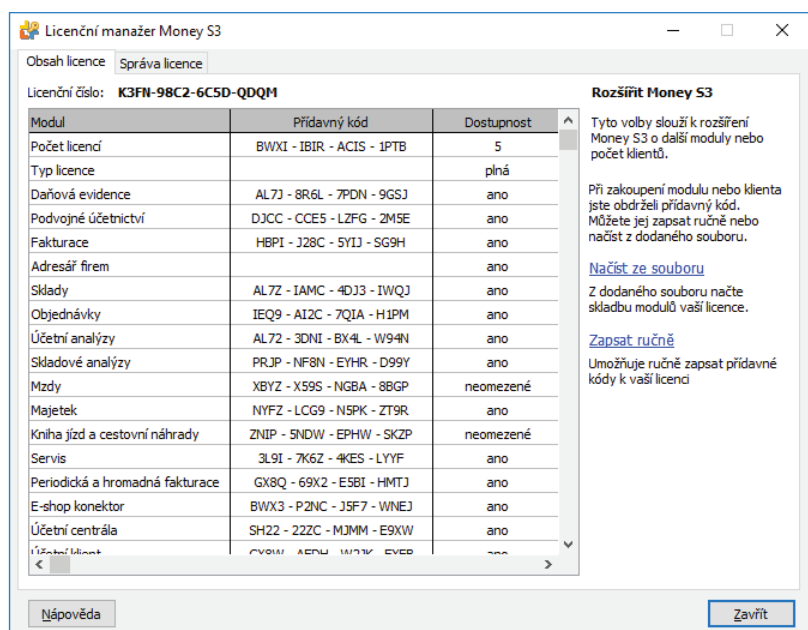 Licenční manažer Money S3
Obsah licence Správa licence
Licenční číslo: K3FN-98C2-6C5D-QDQM
Modul Přídavný kód Dostupnost
Počet licencí BWXI - IBIR - ACIS - 1PTB 5
Typ licence plná
Daňová evidence AL7J - 8R6L - 7PDN - 9GSJ ano
Podvojné účetnictví DJCC - CCE5 - LZFG - 2M5E ano
Fakturace HBPI - J28C - 5YIJ - SG9H ano
Adresář firem ano
Sklady AL7Z - IAMC - 4DJ3 - IWQJ ano
Objednávky IEQ9 - AI2C - 7QIA - H1PM ano
Účetní analýzy AL72 - 3DNI - BX4L - W94N ano
Skladové analýzy PRJP - NF8N - EYHR - D99Y ano
Mzdy XBYZ - X59S - NGBA - 8BGP neomezené
Majetek NYFZ - LCG9 - N5PK - ZT9R ano
Kniha jízd a cestovní náhrady ZNIP - 5NDW - EPHW - SKZP neomezené
Servis 3L9I - 7K6Z - 4KES - LYYF ano
Periodická a hromadná fakturace GX8Q - 69X2 - E5BI - HMTJ ano
E-shop konektor BWX3 - P2NC - J5F7 - WNEJ ano
Účetní centrála SH22 - 22ZC - MJMM - E9XW ano
Účetní klient ano
Rozšířit Money S3
Tyto volby slouží k rozšíření
Money S3 o další moduly nebo
počet klientů.
Při zakoupení modulu nebo klienta
jste obdrželi přídavný kód.
Můžete jej zapsat ručně nebo
načíst z dodaného souboru.
Načíst ze souboru
Z dodaného souboru načte
skladbu modulů vaší licence.
Zapsat ručně
Umožňuje ručně zapsat přídavné
kódy k vaší licenci
Nápověda Zavřít